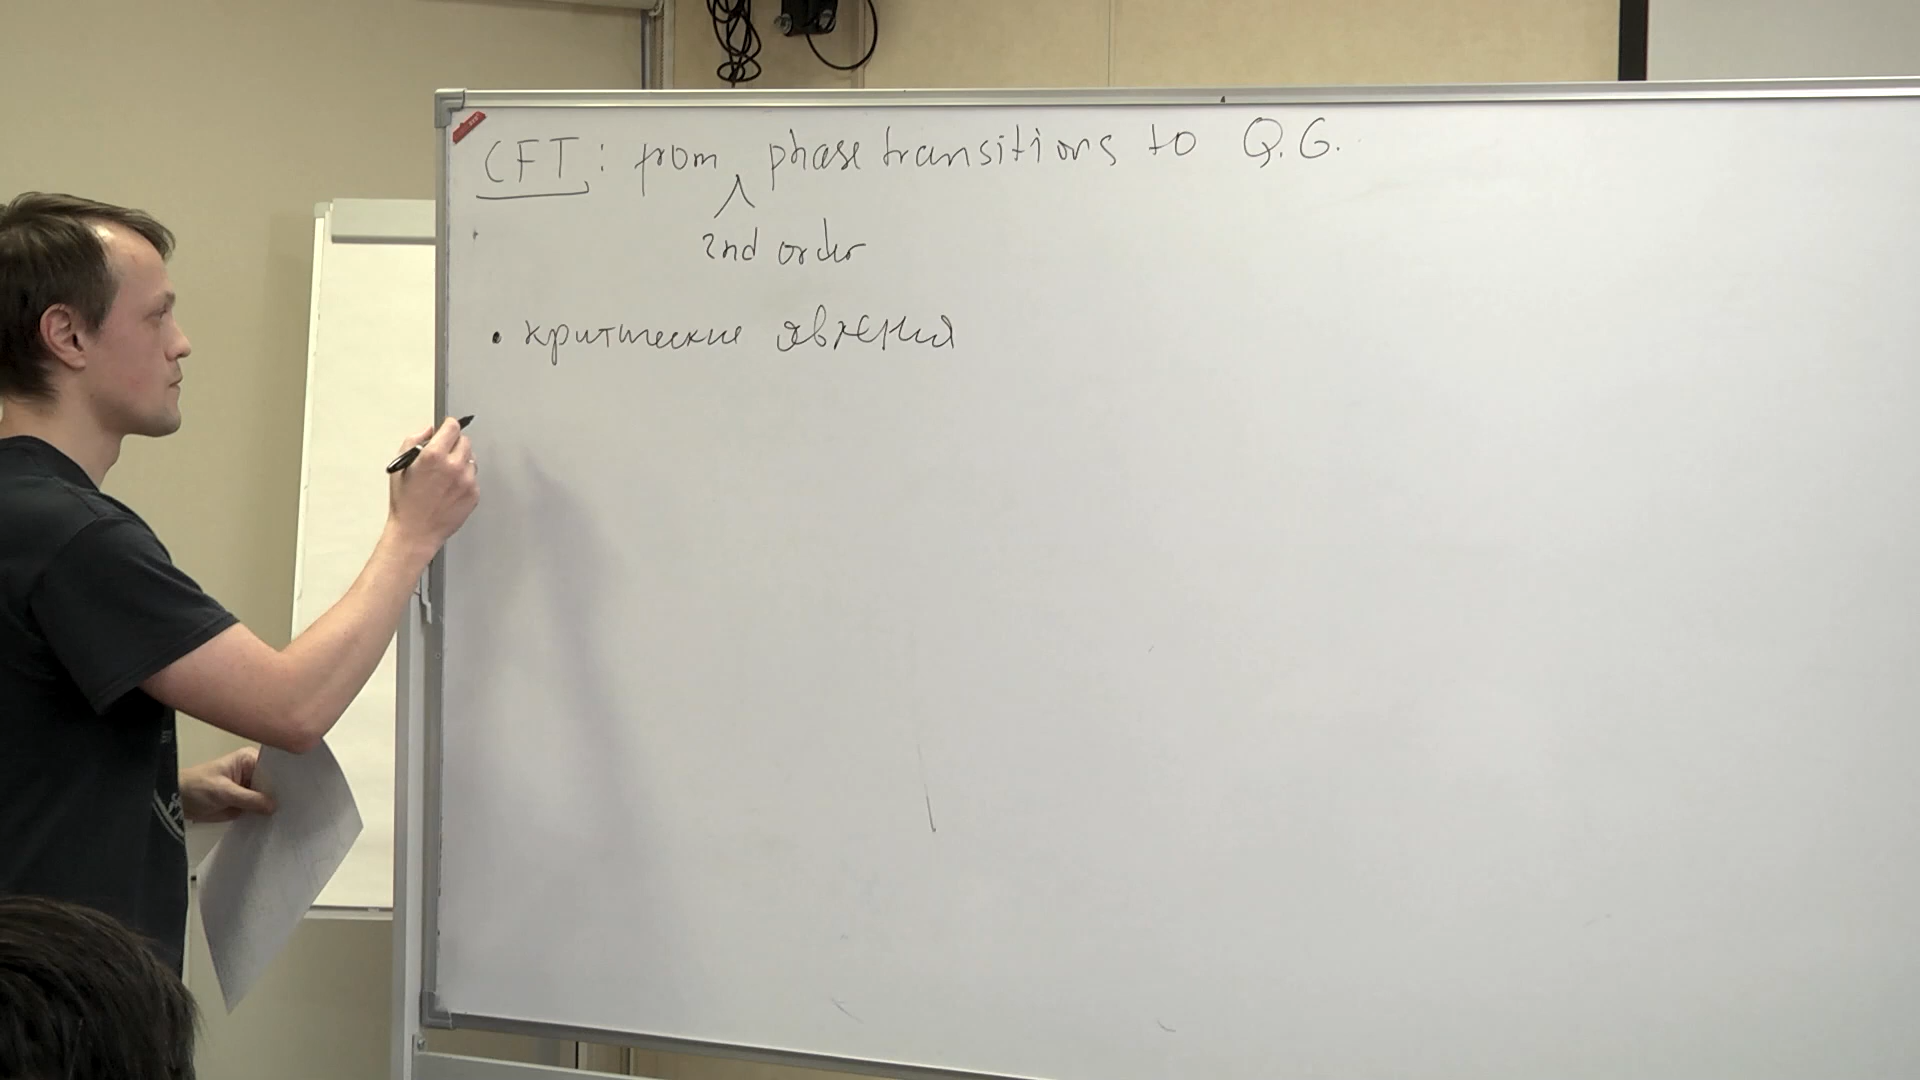 CFT: from phase transitions to Q.G.
^
2nd order
• критические явления